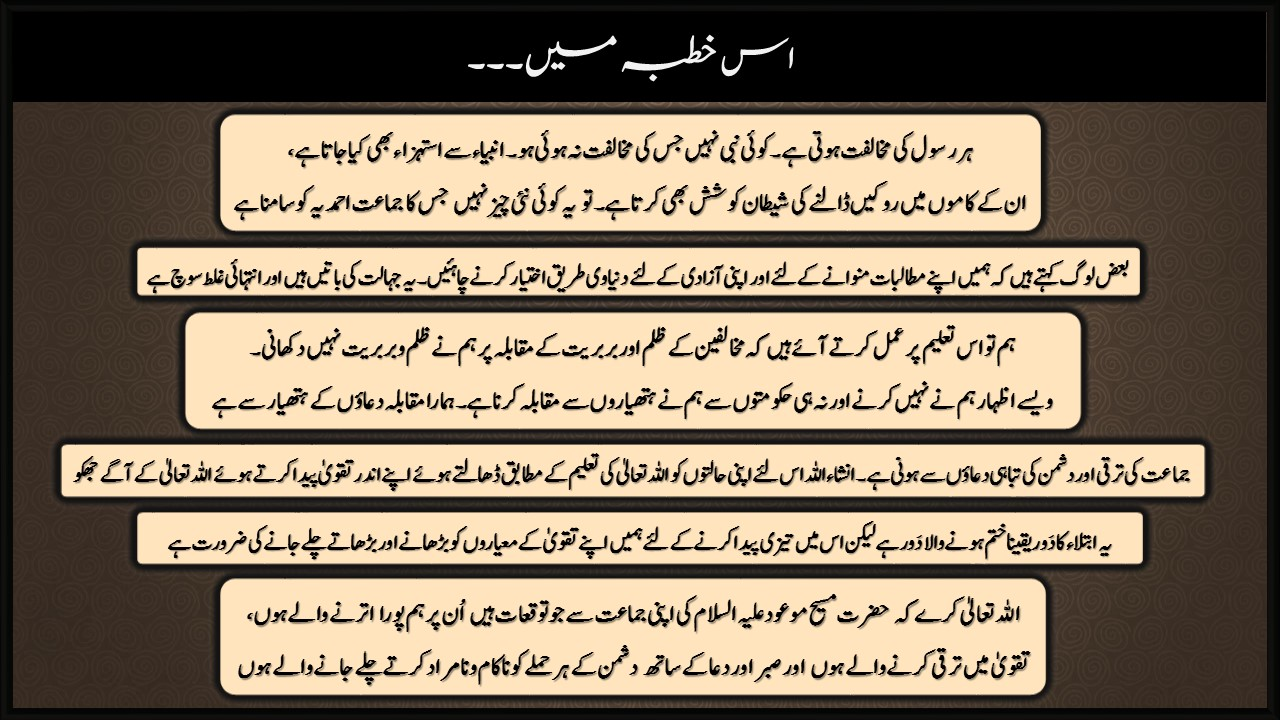 اس خطبہ میں۔۔۔
ہر رسول کی مخالفت ہوتی ہے۔ کوئی نبی نہیں جس کی مخالفت نہ ہوئی ہو۔ انبیاء سے استہزاء بھی کیا جاتا ہے،
ان کے کاموں میں روکیں ڈالنے کی شیطان کوشش بھی کرتا ہے۔ تو یہ کوئی نئی چیز نہیں جس کا جماعت احمدیہ کو سامنا ہے
بعض لوگ کہتے ہیں کہ ہمیں اپنے مطالبات منوانے کے لئے اور اپنی آزادی کے لئے دنیاوی طریق اختیار کرنے چاہئیں۔ یہ جہالت کی باتیں ہیں اور انتہائی غلط سوچ ہے
ہم تو اس تعلیم پر عمل کرتے آئے ہیں کہ مخالفین کے ظلم اور بربریت کے مقابلہ پر ہم نے ظلم و بربریت نہیں دکھانی۔
ویسے اظہار ہم نے نہیں کرنے اور نہ ہی حکومتوں سے ہم نے ہتھیاروں سے مقابلہ کرنا ہے۔ ہمارا مقابلہ دعاؤں کے ہتھیار سے ہے
جماعت کی ترقی اور دشمن کی تباہی دعاؤں سے ہونی ہے۔ انشاء اللہ اس لئے اپنی حالتوں کو اللہ تعالیٰ کی تعلیم کے مطابق ڈھالتے ہوئے اپنے اندر تقویٰ پیدا کرتے ہوئے اللہ تعالیٰ کے آگے جھکو
یہ ابتلاء کا دَور یقیناً ختم ہونے والا دَور ہے لیکن اس میں تیزی پیدا کرنے کے لئے ہمیں اپنے تقویٰ کے معیاروں کو بڑھانے اور بڑھاتے چلے جانے کی ضرورت ہے
اللہ تعالیٰ کرے کہ حضرت مسیح موعود علیہ السلام کی اپنی جماعت سے جو توقعات ہیں اُن پر ہم پورا اترنے والے ہوں،
تقویٰ میں ترقی کرنے والے ہوں اور صبر اور دعا کے ساتھ دشمن کے ہر حملے کو ناکام و نامراد کرتے چلے جانے والے ہوں